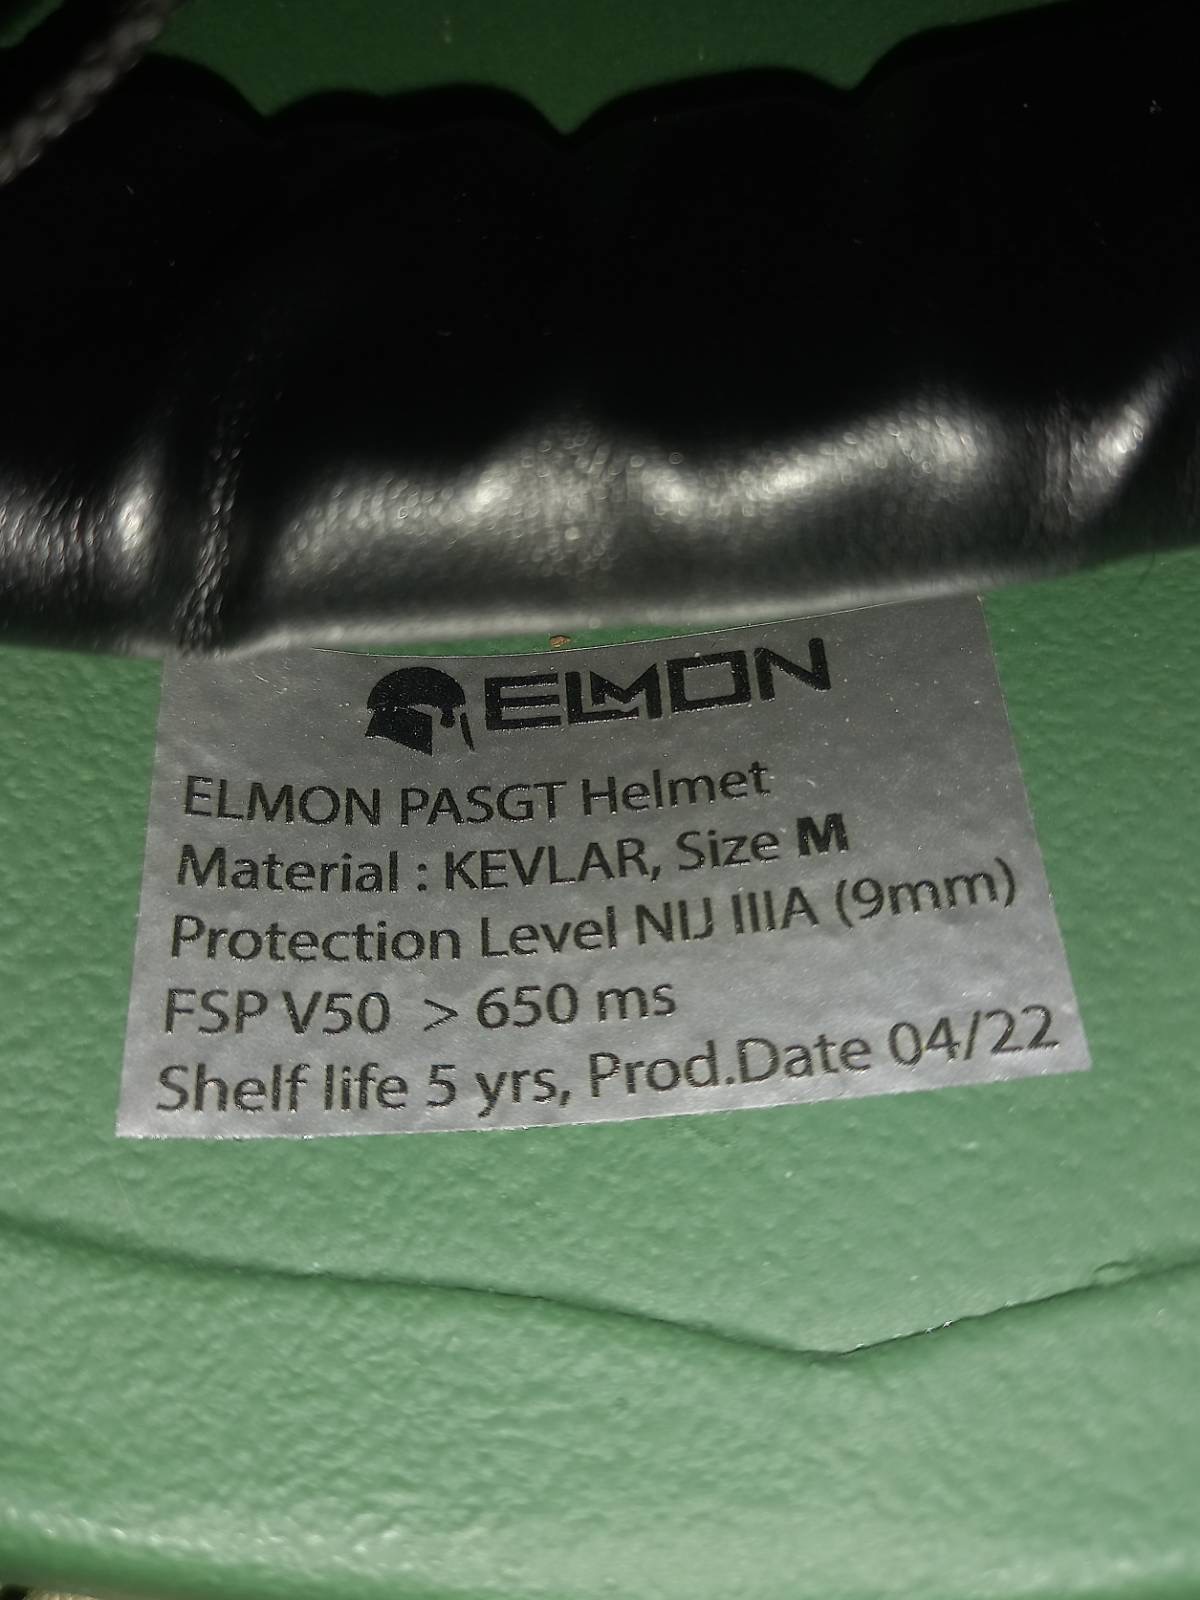 ELMON
ELMON PASGT Helmet
Material : KEVLAR, Size M
Protection Level NIJ IIIA (9mm)
FSP V50 > 650 ms
Shelf life 5 yrs, Prod.Date 04/22